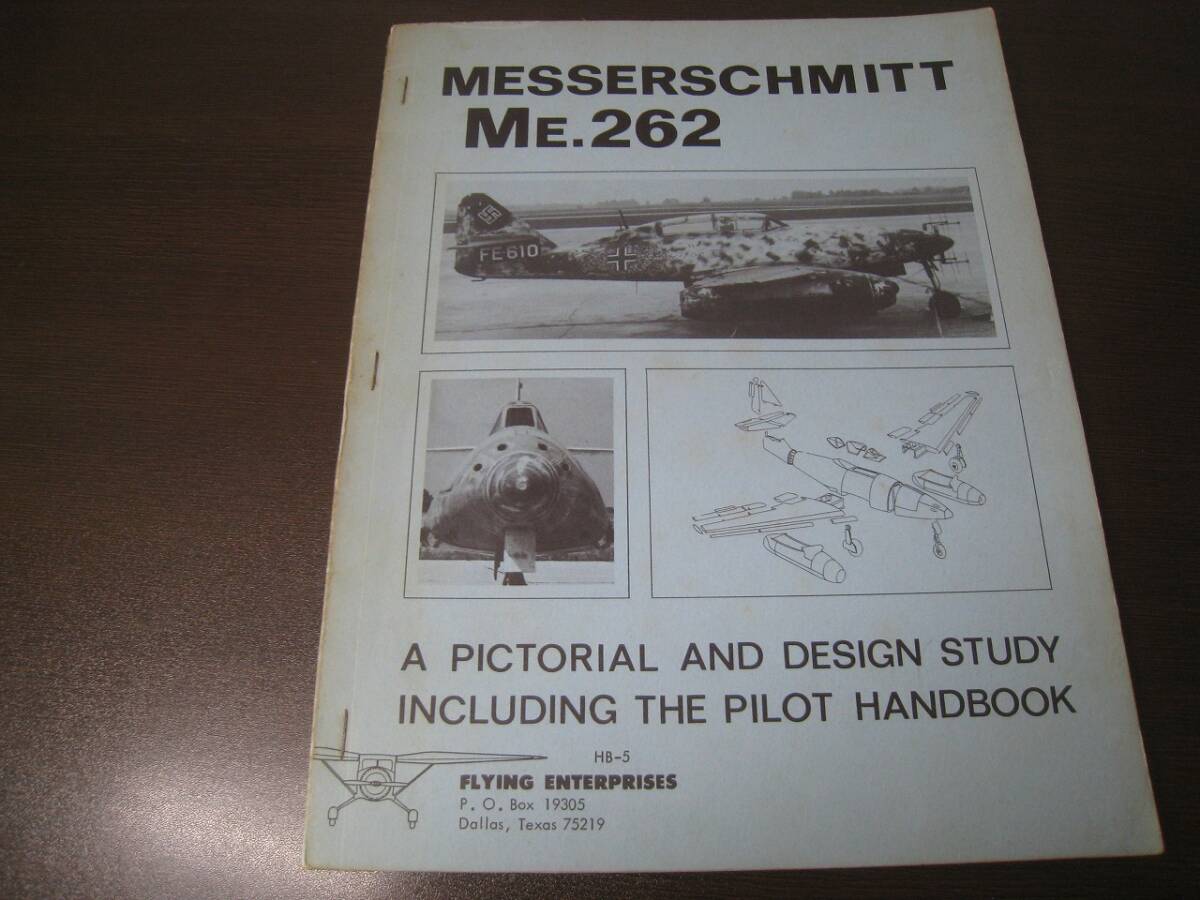 MESSERSCHMITT
ME.262
FE610
A PICTORIAL AND DESIGN STUDY
INCLUDING THE PILOT HANDBOOK
HB-5
FLYING ENTERPRISES
P. O. Box 19305
Dallas, Texas 75219